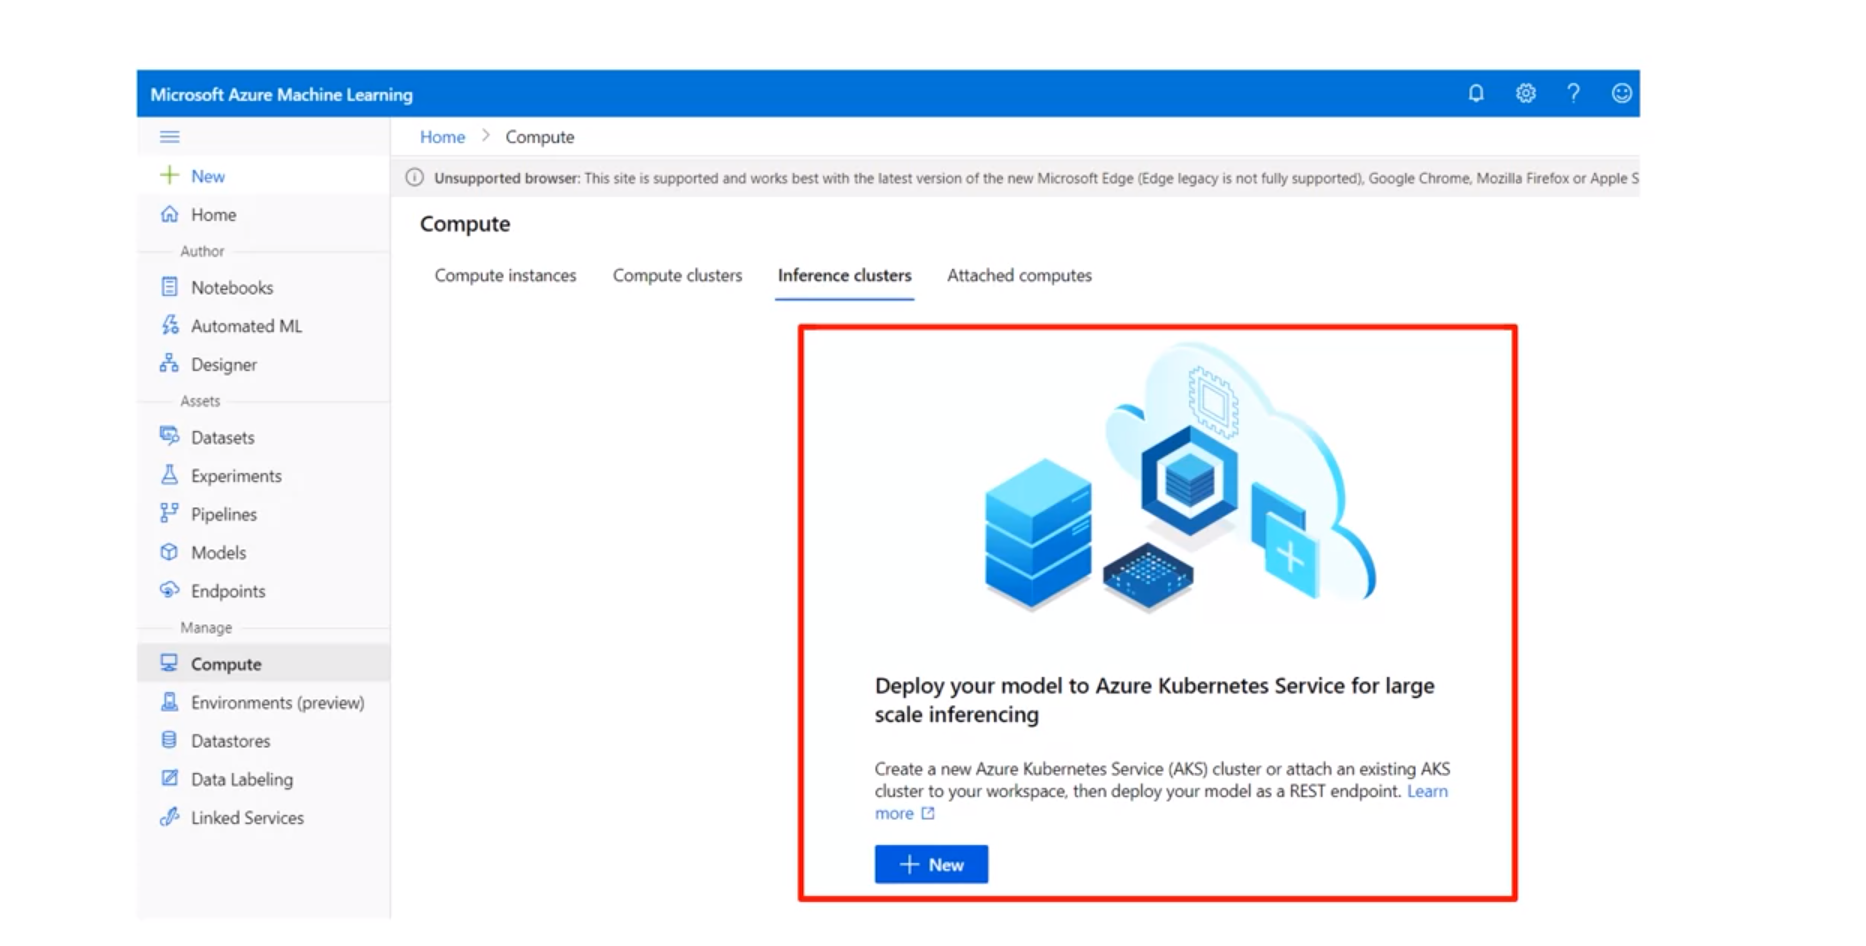 Microsoft Azure Machine Learning
Home > Compute
New
Unsupported browser: This site is supported and works best with the latest version of the new Microsoft Edge (Edge legacy is not fully supported), Google Chrome, Mozilla Firefox or Apple S
Home
Compute
Author
Compute instances Compute clusters Inference clusters Attached computes
Notebooks
Automated ML
Designer
Assets
Datasets
Experiments
Pipelines
Models
Endpoints
Manage
Compute
Environments (preview)
Datastores
Data Labeling
Linked Services
Deploy your model to Azure Kubernetes Service for large
scale inferencing
Create a new Azure Kubernetes Service (AKS) cluster or attach an existing AKS
cluster to your workspace, then deploy your model as a REST endpoint. Learn
more
+ New